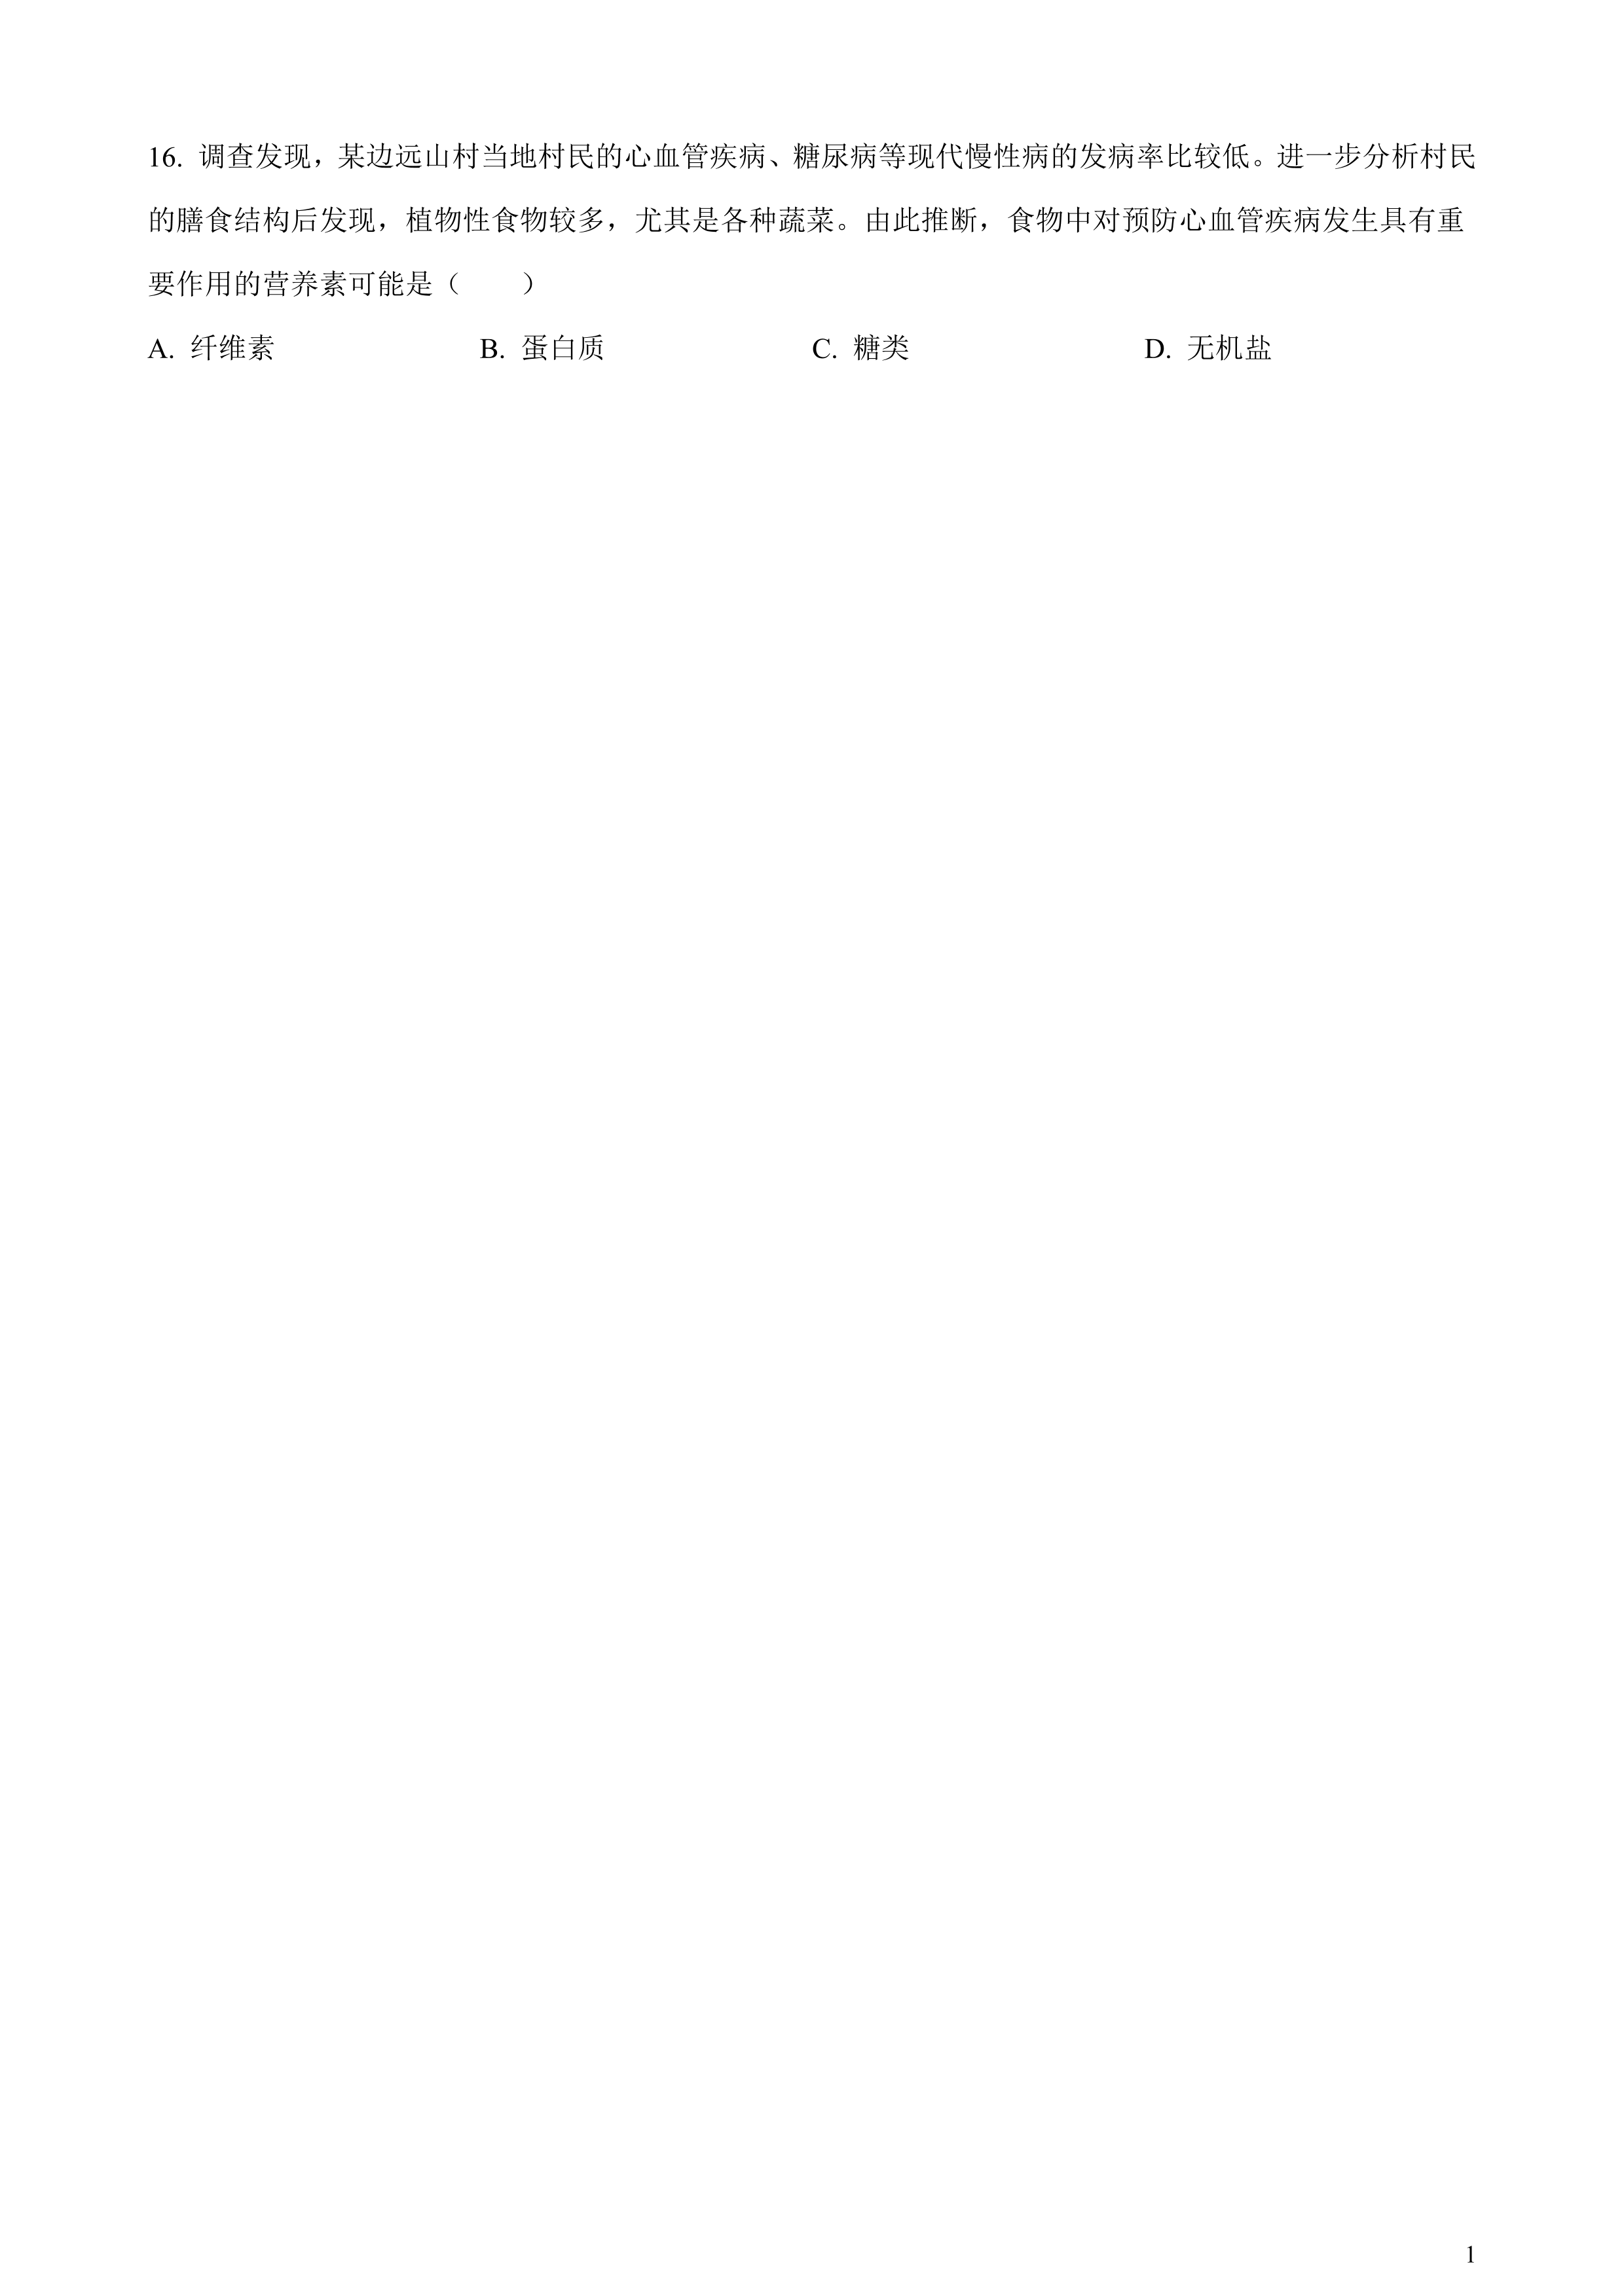 16. 调查发现，某边远山村当地村民的心血管疾病、糖尿病等现代慢性病的发病率比较低。进一步分析村民
的膳食结构后发现，植物性食物较多，尤其是各种蔬菜。由此推断，食物中对预防心血管疾病发生具有重
要作用的营养素可能是（　　）
A. 纤维素 B. 蛋白质 C. 糖类 D. 无机盐
1